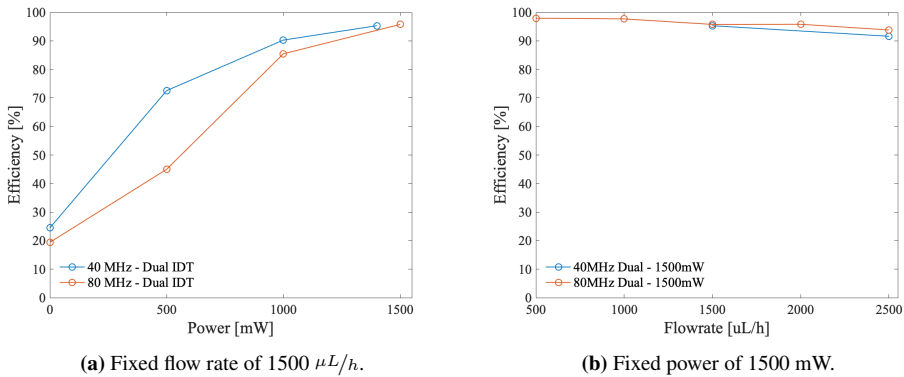 100
90
80
70
60
50
40
30
20
10
0
Efficiency [%]
40 MHz - Dual IDT
80 MHz - Dual IDT
0 500 1000 1500
Power [mW]
(a) Fixed flow rate of 1500 μL/h.
100
90
80
70
60
50
40
30
20
10
0
Efficiency [%]
40MHz Dual - 1500mW
80MHz Dual - 1500mW
500 1000 1500 2000 2500
Flowrate [uL/h]
(b) Fixed power of 1500 mW.